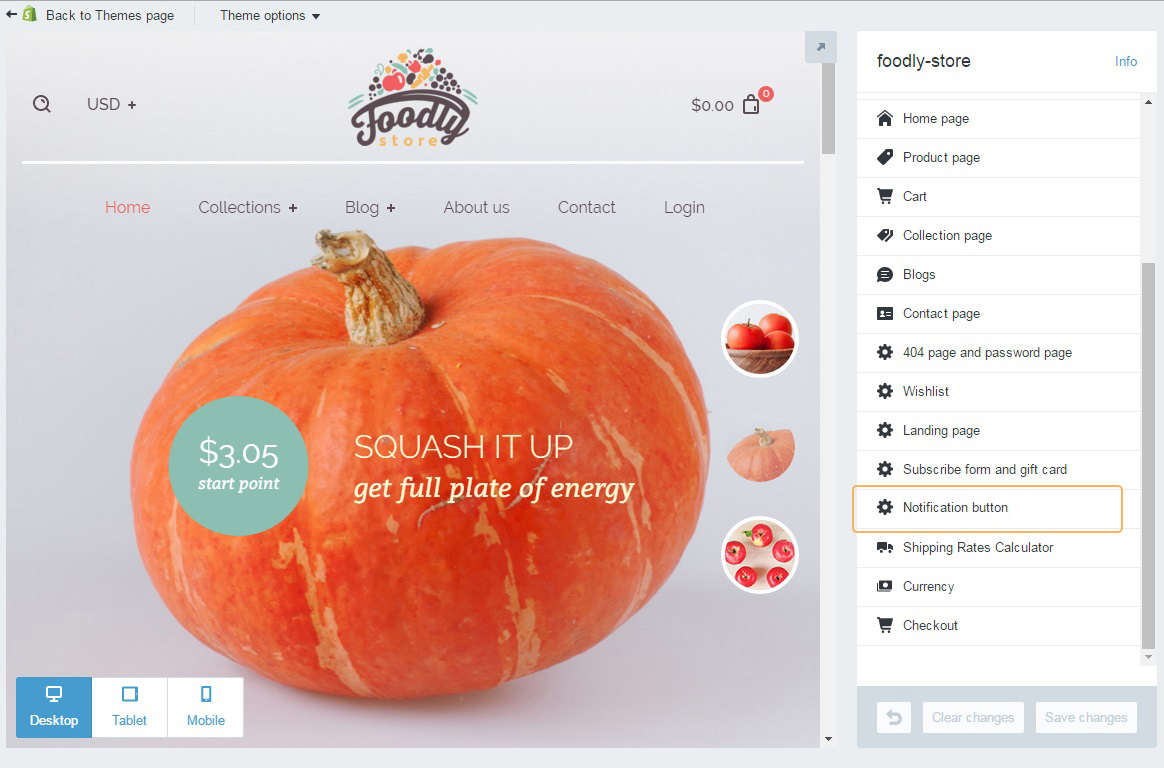 Back to Themes page
Theme options
USD +
Foodly
store
$0.00
0
Home
Collections +
Blog +
About us
Contact
Login
$3.05
start point
SQUASH IT UP
get full plate of energy
Desktop
Tablet
Mobile
foodly-store
Info
Home page
Product page
Cart
Collection page
Blogs
Contact page
404 page and password page
Wishlist
Landing page
Subscribe form and gift card
Notification button
Shipping Rates Calculator
Currency
Checkout
Clear changes
Save changes